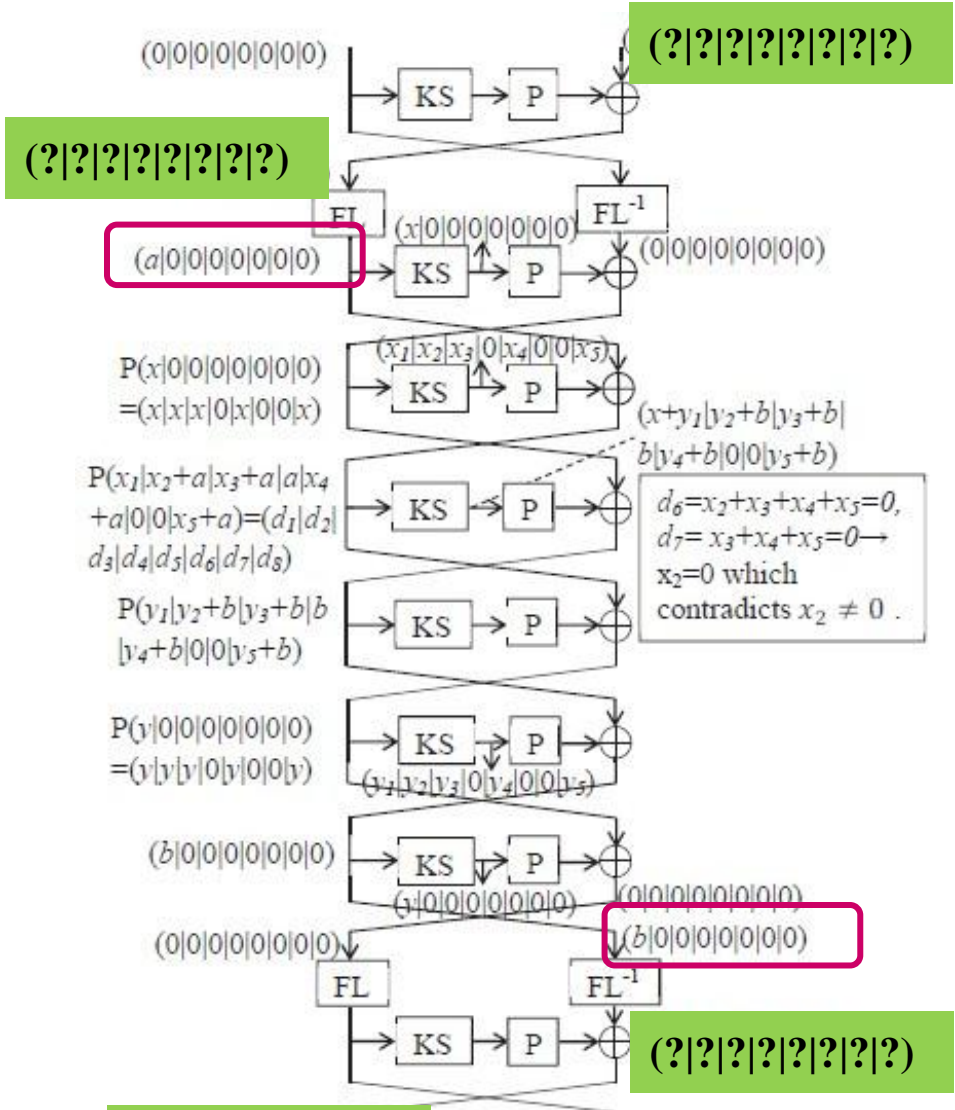 (0|0|0|0|0|0|0|0)
(?|?|?|?|?|?|?|?)
KS
P
(?|?|?|?|?|?|?|?)
FL
FL⁻¹
(x|0|0|0|0|0|0|0)
(a|0|0|0|0|0|0|0)
KS
P
(0|0|0|0|0|0|0|0)
(x₁|x₂|x₃|0|x₄|0|0|x₅)
P(x|0|0|0|0|0|0|0)
=(x|x|x|0|x|0|0|x)
KS
P
(x+y₁|y₂+b|y₃+b|
b|y₄+b|0|0|y₅+b)
P(x₁|x₂+a|x₃+a|a|x₄
+a|0|0|x₅+a)=(d₁|d₂|
d₃|d₄|d₅|d₆|d₇|d₈)
KS
P
d₆=x₂+x₃+x₄+x₅=0,
d₇= x₃+x₄+x₅=0→
x₂=0 which
contradicts x₂ ≠ 0 .
P(y₁|y₂+b|y₃+b|b
|y₄+b|0|0|y₅+b)
KS
P
P(y|0|0|0|0|0|0|0)
=(y|y|y|0|y|0|0|y)
KS
P
(y₁|y₂|y₃|0|y₄|0|0|y₅)
(b|0|0|0|0|0|0|0)
KS
P
(y|0|0|0|0|0|0|0)
(0|0|0|0|0|0|0|0)
(0|0|0|0|0|0|0|0)
(b|0|0|0|0|0|0|0)
FL
FL⁻¹
KS
P
(?|?|?|?|?|?|?|?)